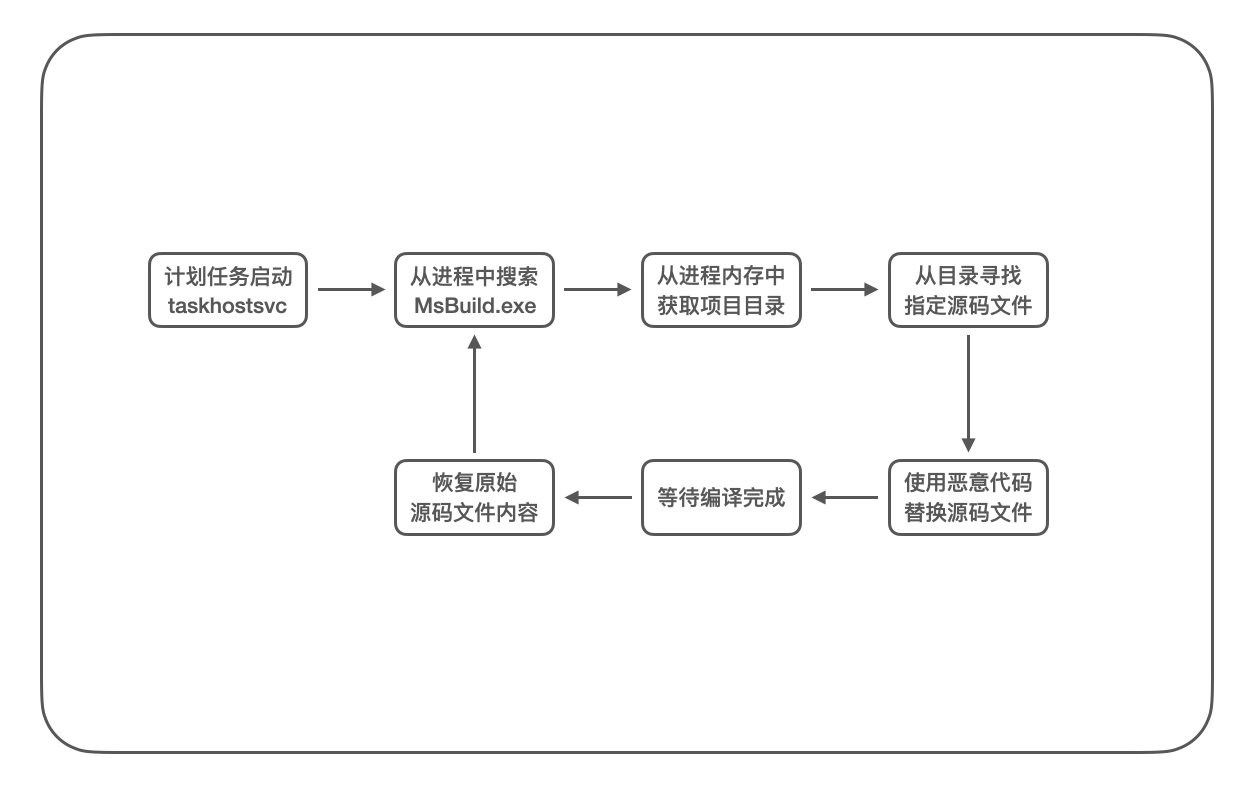 计划任务启动
taskhostsvc
从进程中搜索
MsBuild.exe
从进程内存中
获取项目目录
从目录寻找
指定源码文件
使用恶意代码
替换源码文件
等待编译完成
恢复原始
源码文件内容